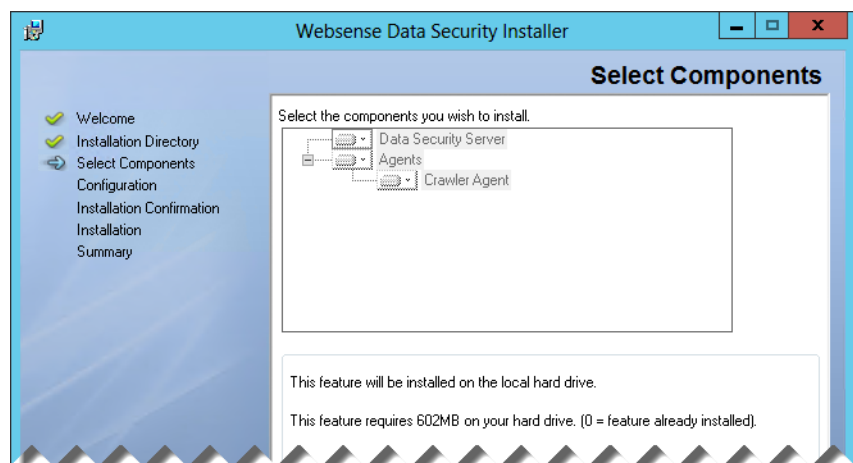 Websense Data Security Installer
Select Components
Welcome
Installation Directory
Select Components
Configuration
Installation Confirmation
Installation
Summary
Select the components you wish to install.
Data Security Server
Agents
Crawler Agent
This feature will be installed on the local hard drive.
This feature requires 602MB on your hard drive. (0 = feature already installed).